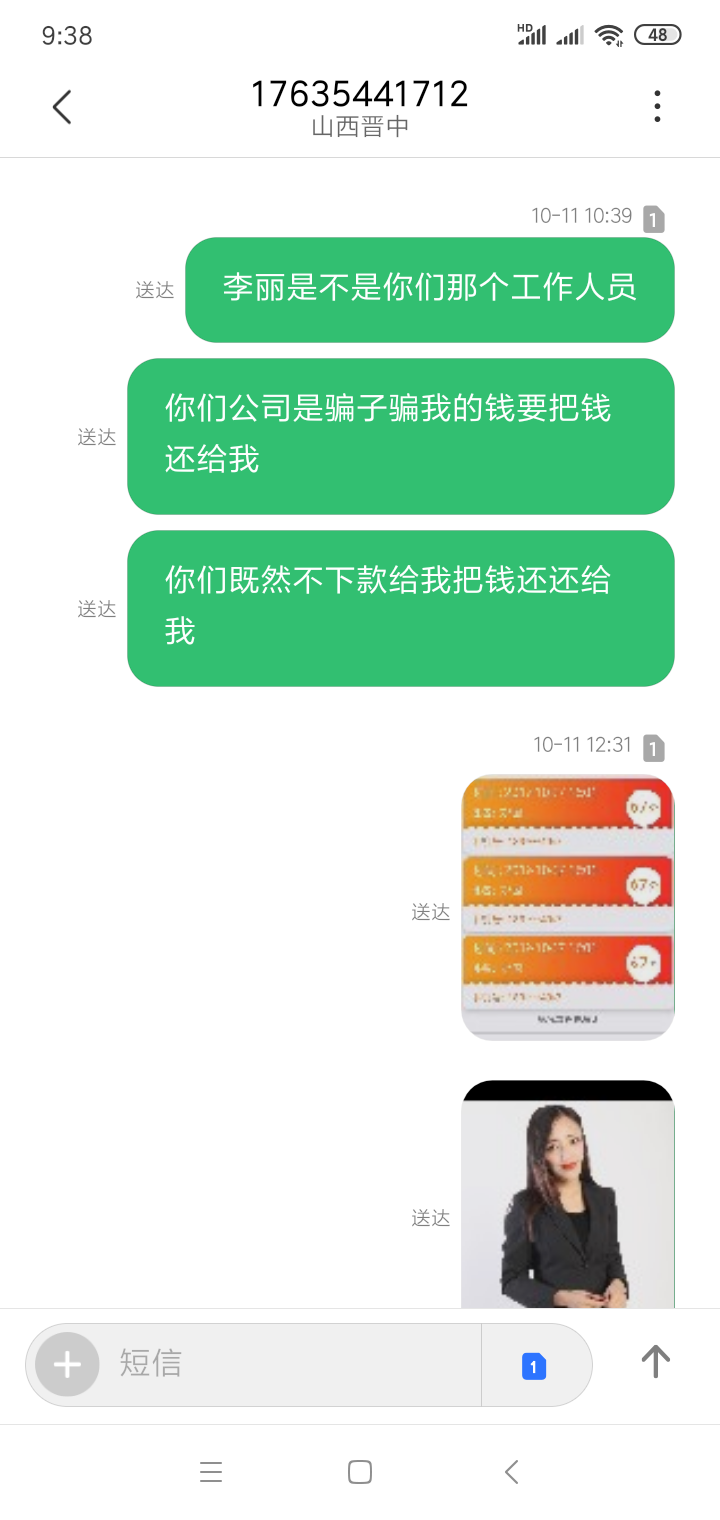 9:38
HD
48
17635441712
山西晋中
10-11 10:39
1
李丽是不是你们那个工作人员
送达
你们公司是骗子骗我的钱要把钱
还给我
送达
你们既然不下款给我把钱还还给
我
送达
10-11 12:31
1
送达
送达
短信
1